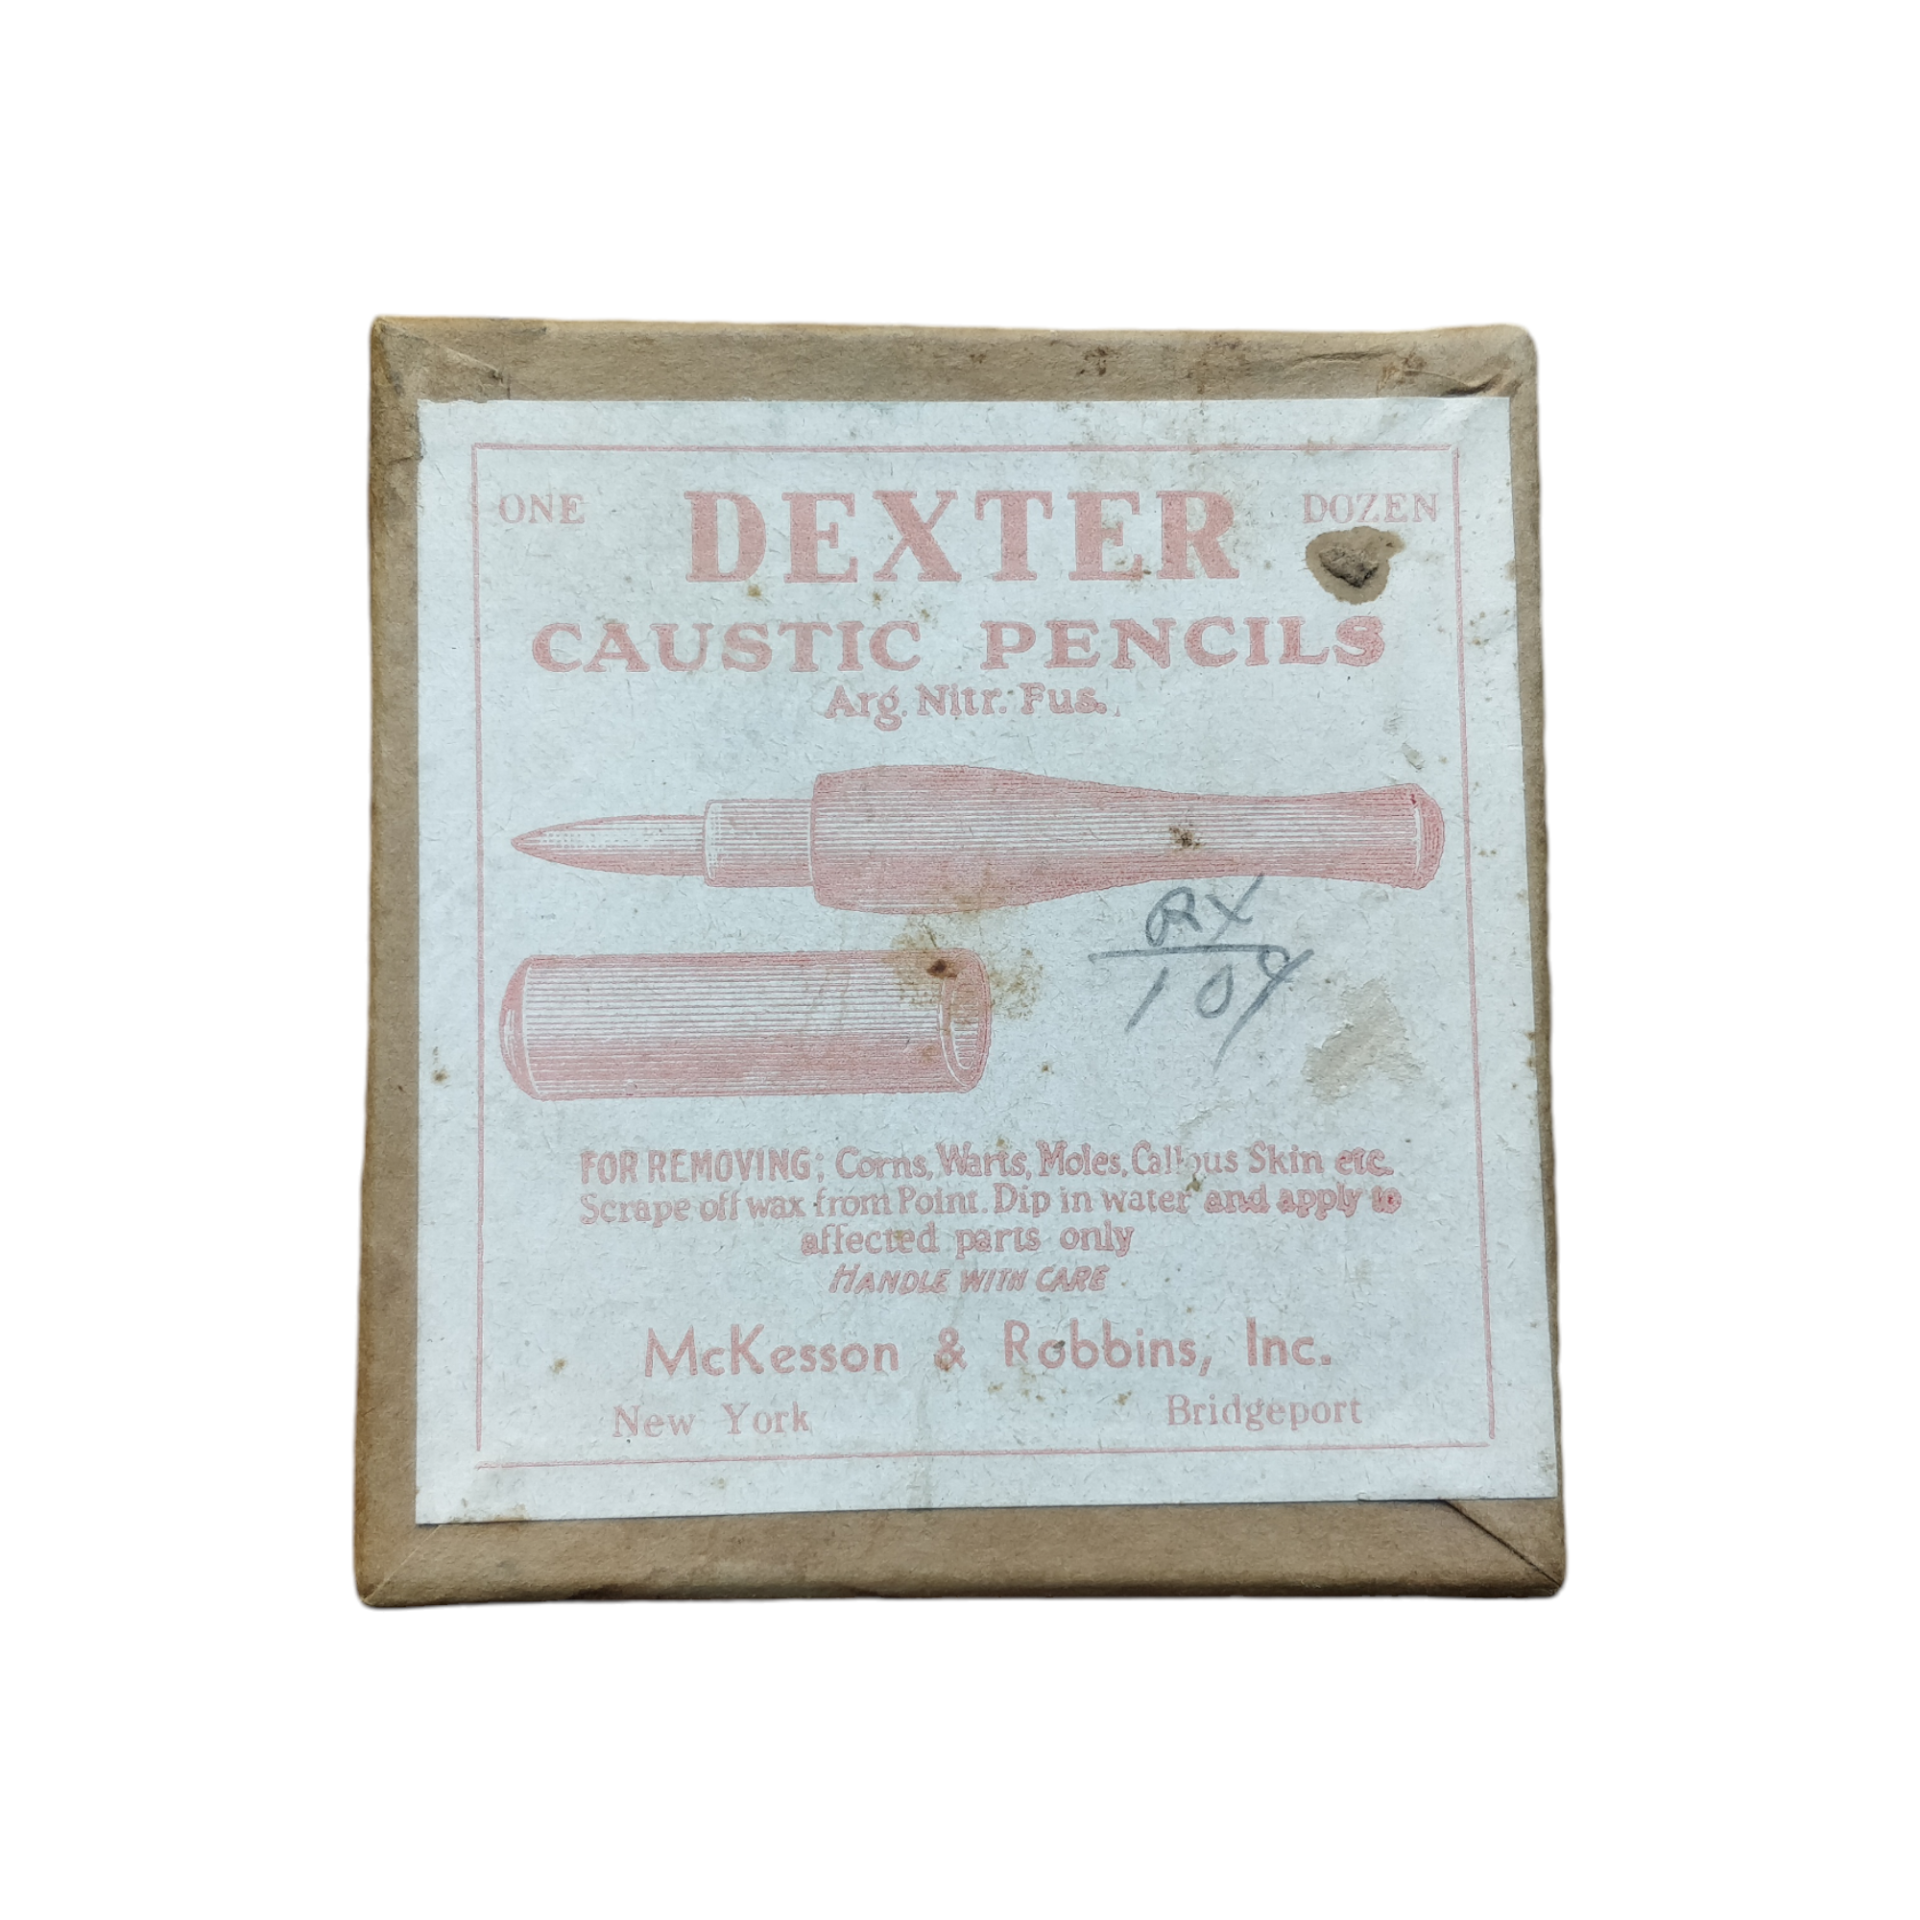 ONE DEXTER DOZEN
CAUSTIC PENCILS
Arg. Nitr. Fus.
RX
109
FOR REMOVING; Corns, Warts, Moles, Callous Skin etc.
Scrape off wax from Point. Dip in water and apply to
affected parts only
HANDLE WITH CARE
McKesson & Robbins, Inc.
New York Bridgeport